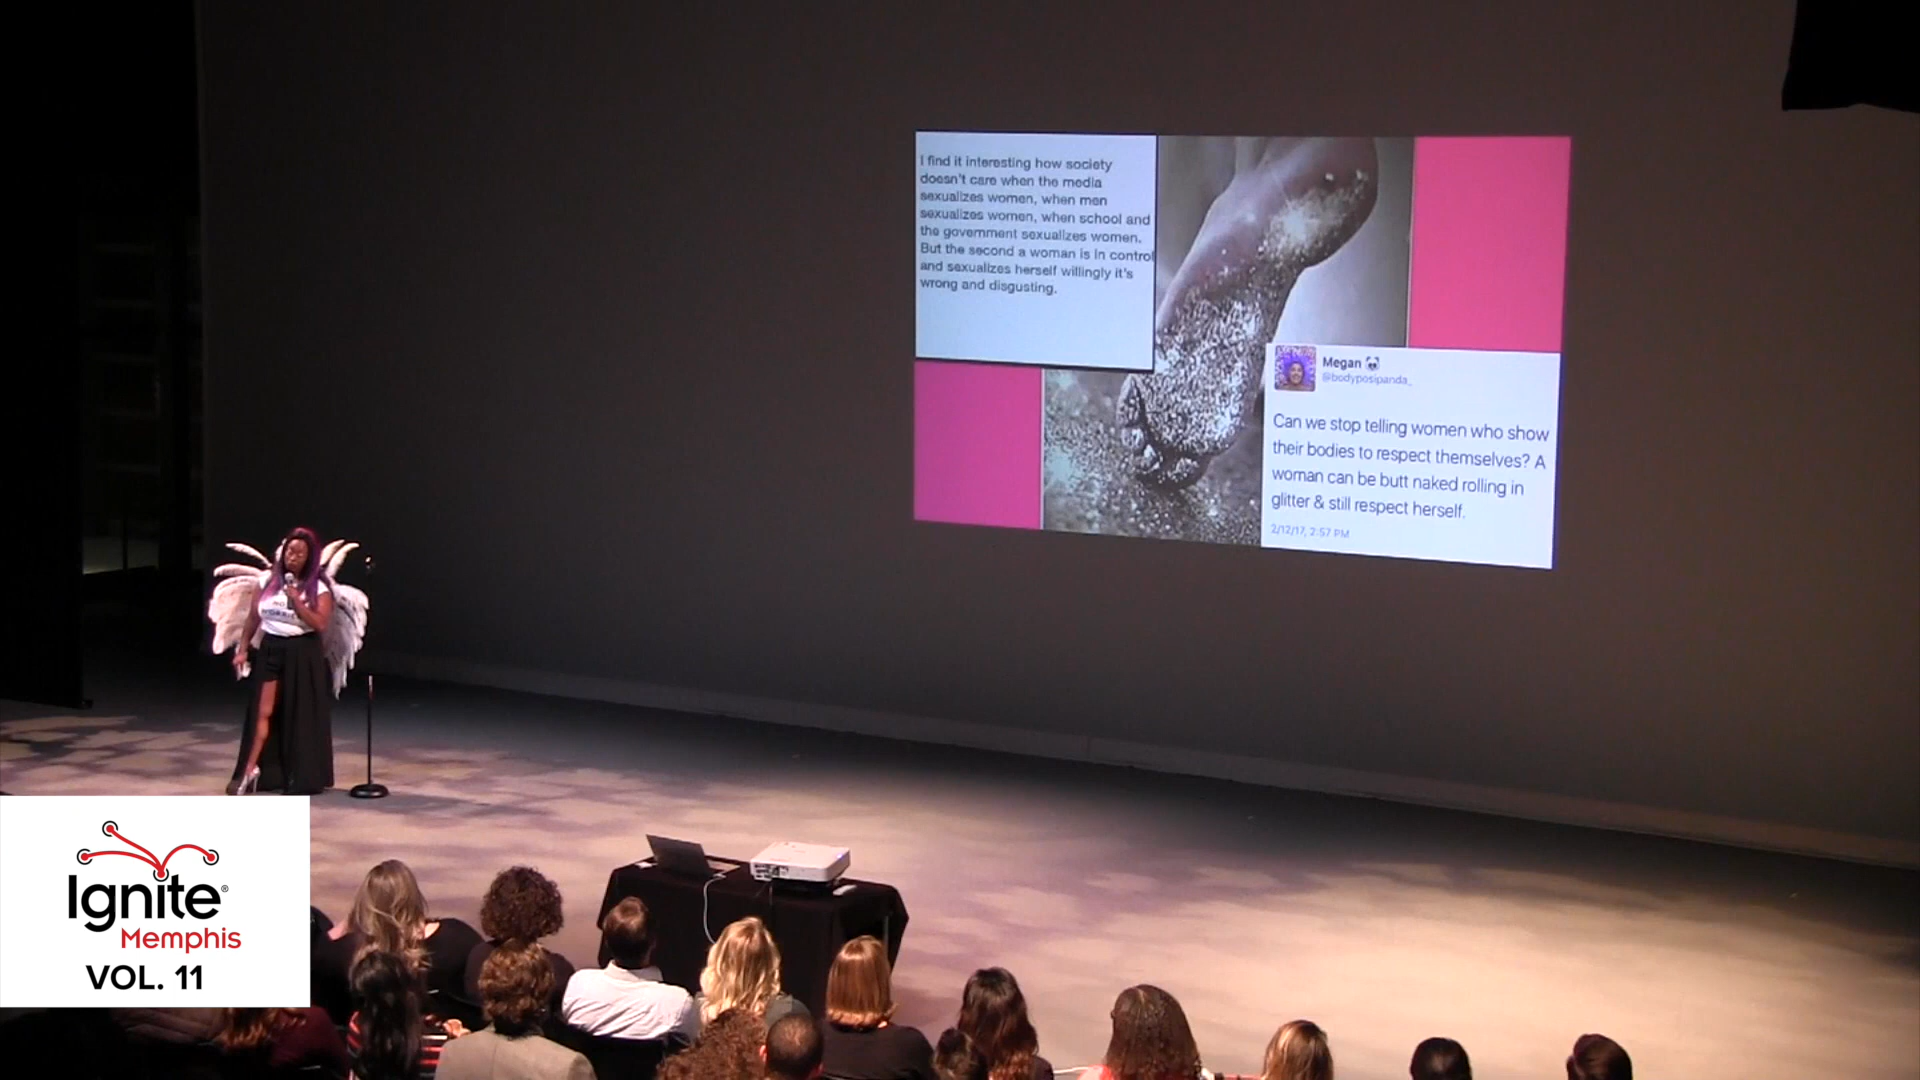 I find it interesting how society
doesn't care when the media
sexualizes women, when men
sexualizes women, when school and
the government sexualizes women.
But the second a woman is in control
and sexualizes herself willingly it's
wrong and disgusting.
Megan
@bodyposipanda_
Can we stop telling women who show
their bodies to respect themselves? A
woman can be butt naked rolling in
glitter & still respect herself.
2/12/17, 2:57 PM
Ignite®
Memphis
VOL. 11